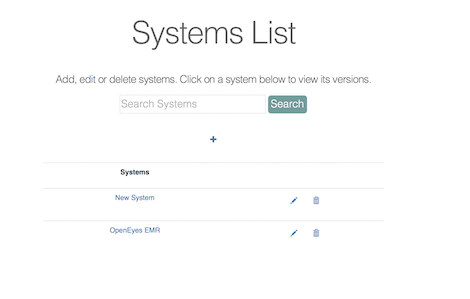 Systems List
Add, edit or delete systems. Click on a system below to view its versions.
Search Systems Search
+
Systems
New System
OpenEyes EMR